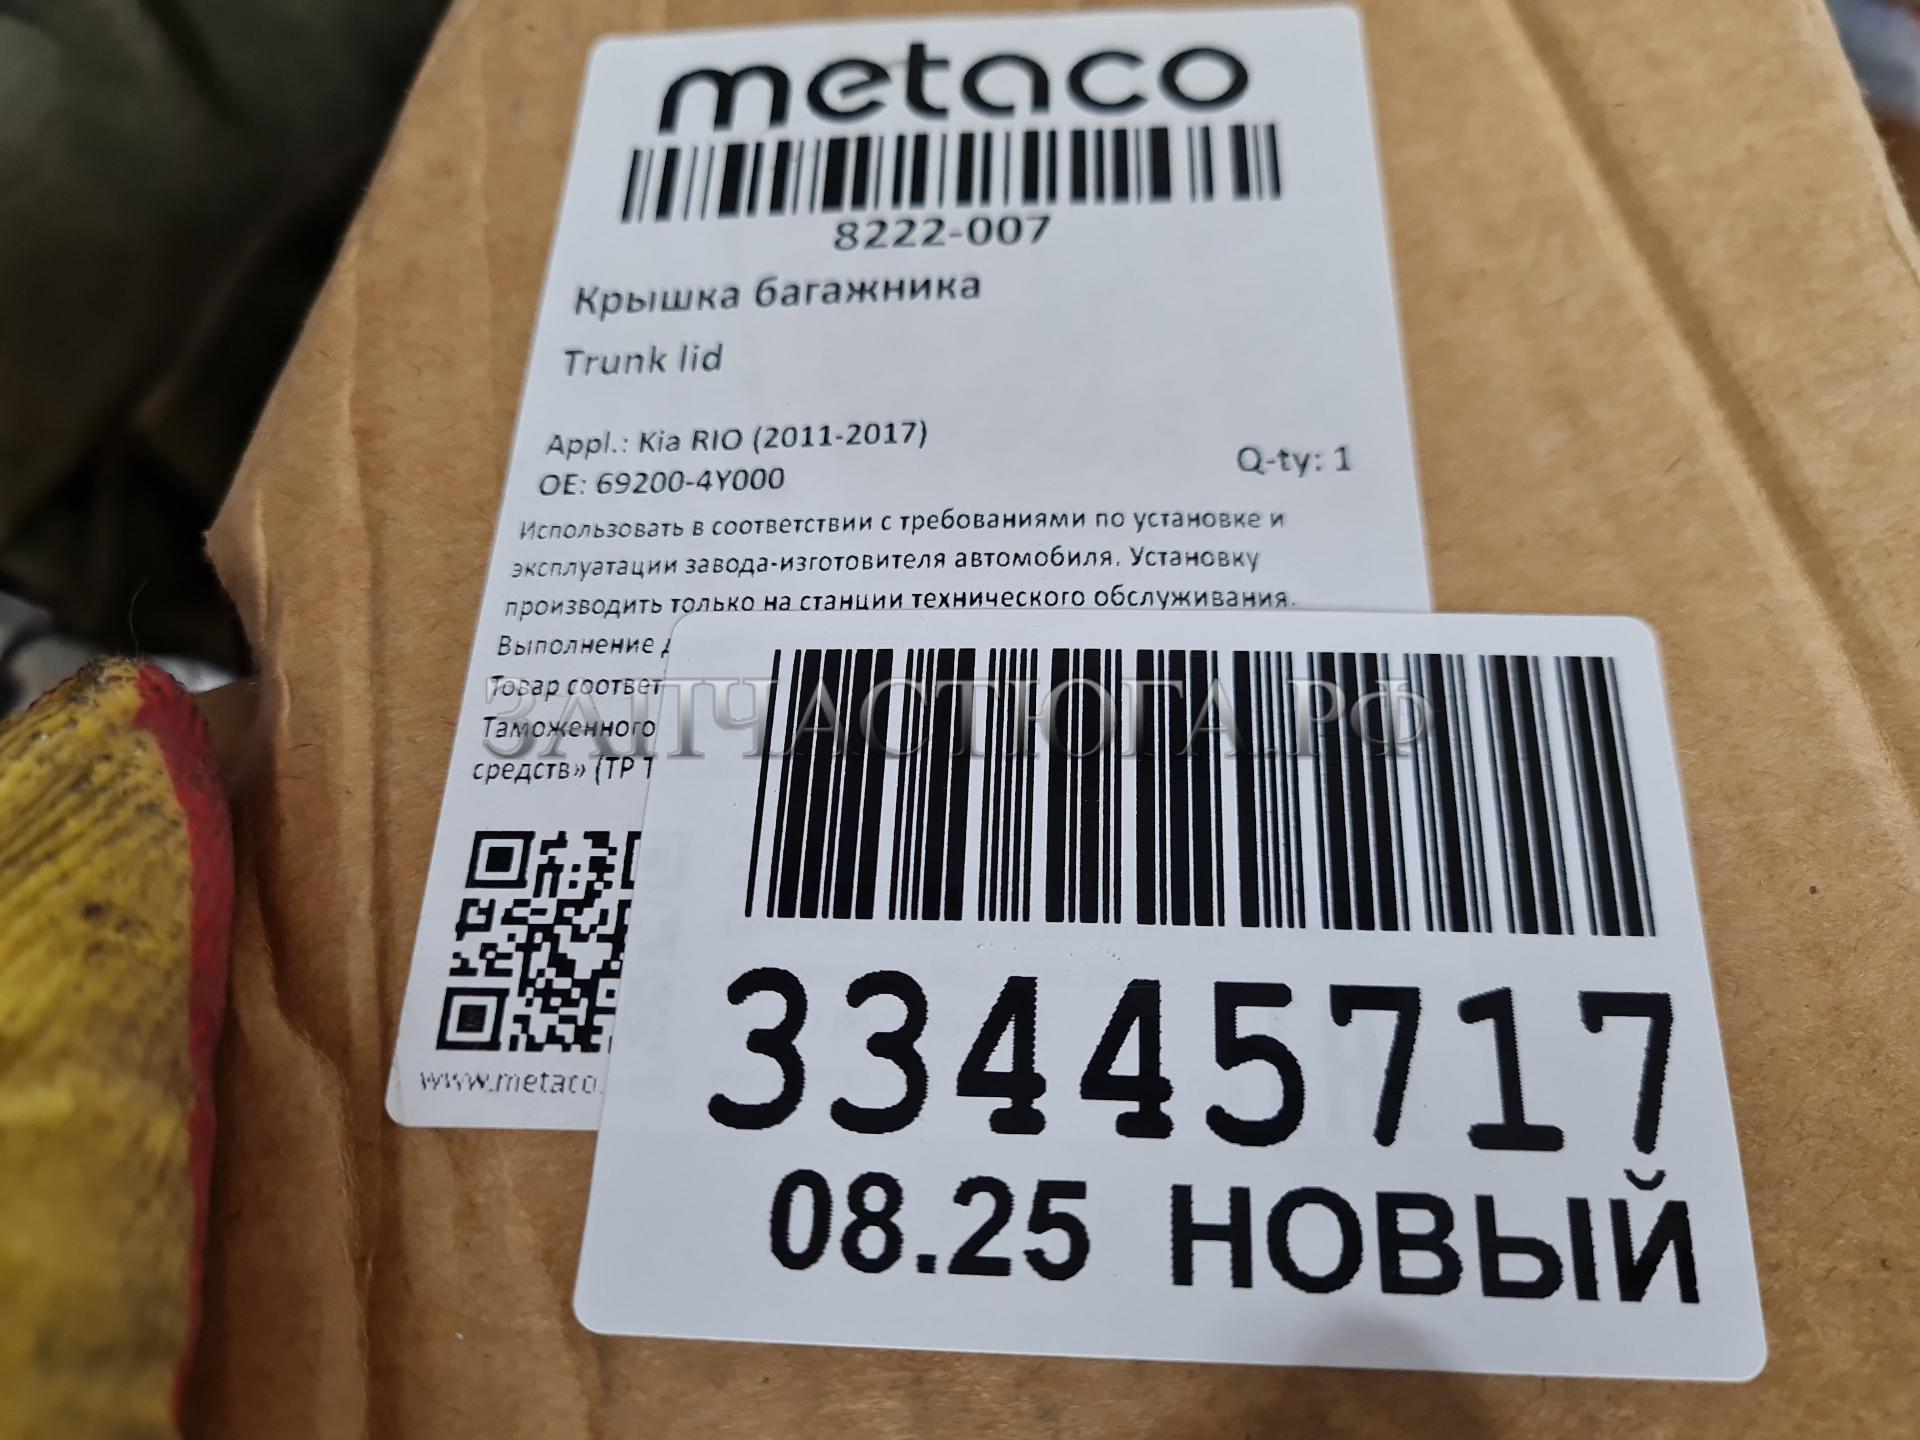 metaco
8222-007
Крышка багажника
Trunk lid
Appl.: Kia RIO (2011-2017)
OE: 69200-4Y000
Q-ty: 1
Использовать в соответствии с требованиями по установке и
эксплуатации завода-изготовителя автомобиля. Установку
производить только на станции технического обслуживания.
Выполнение
Товар соответ
Таможенного
средств» (ТР Т
www.metaco.
ЗАПЧАСТЮГА.РФ
33445717
08.25 НОВЫЙ